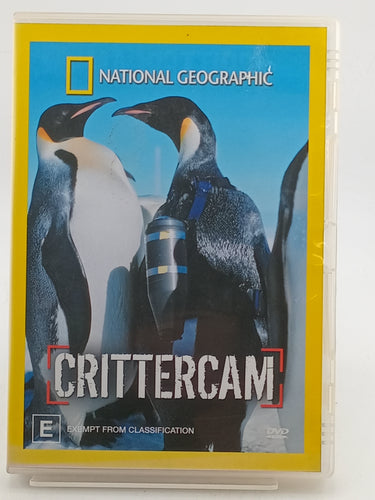 NATIONAL GEOGRAPHIC
CRITTERCAM
E EXEMPT FROM CLASSIFICATION
DVD